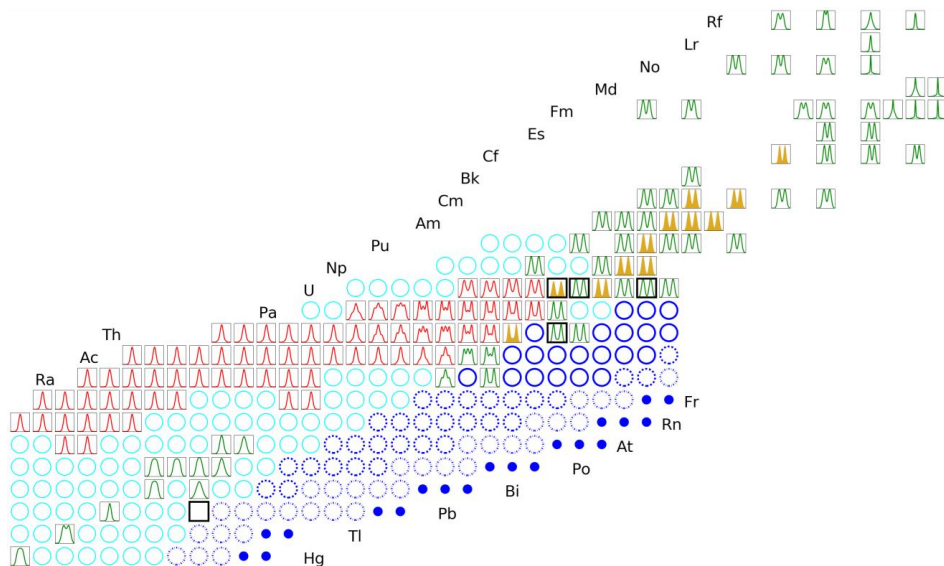 Rf
Lr
No
Md
Fm
Es
Cf
Bk
Cm
Am
Pu
Np
U
Pa
Th
Ac
Ra
Fr
Rn
At
Po
Bi
Pb
Tl
Hg